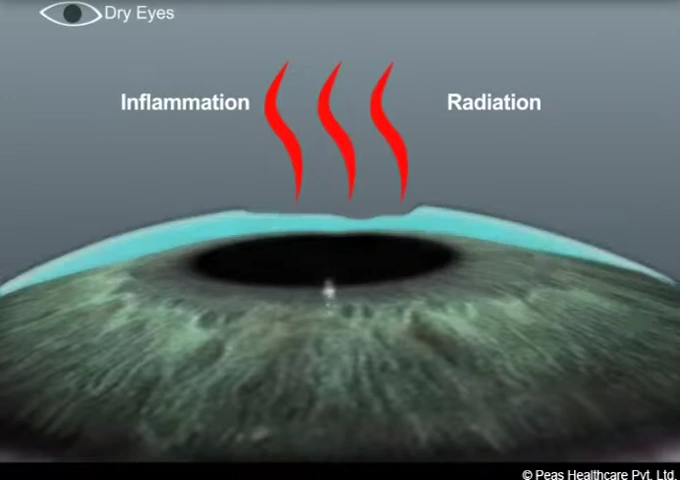 Dry Eyes
Inflammation
Radiation
© Peas Healthcare Pvt. Ltd.